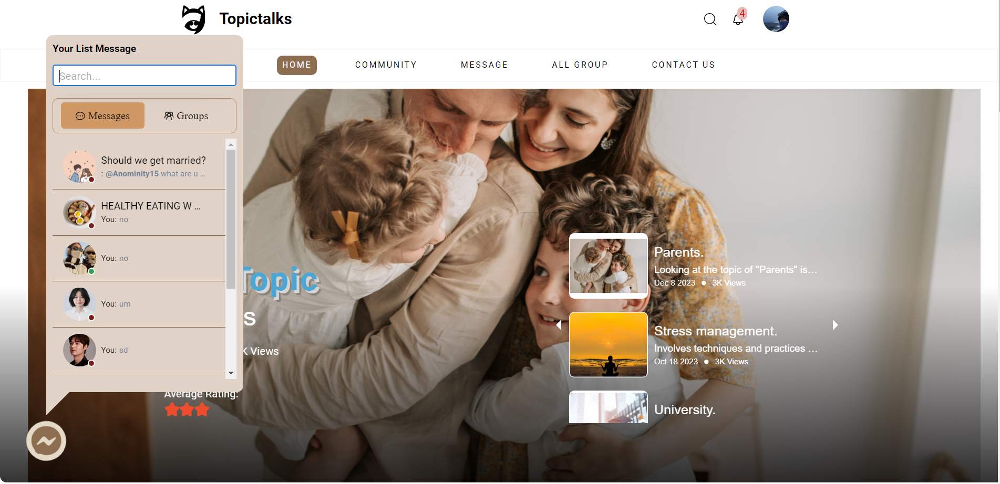 Topictalks
4
HOME
COMMUNITY
MESSAGE
ALL GROUP
CONTACT US
Your List Message
Search...
Messages
Groups
Should we get married?
: @Anominity15 what are u ...
HEALTHY EATING W ...
You: no
You: no
You: um
You: sd
Topic
s
K Views
Average Rating:
Parents.
Looking at the topic of "Parents" is...
Dec 8 2023 ● 3K Views
Stress management.
Involves techniques and practices ...
Oct 18 2023 ● 3K Views
University.